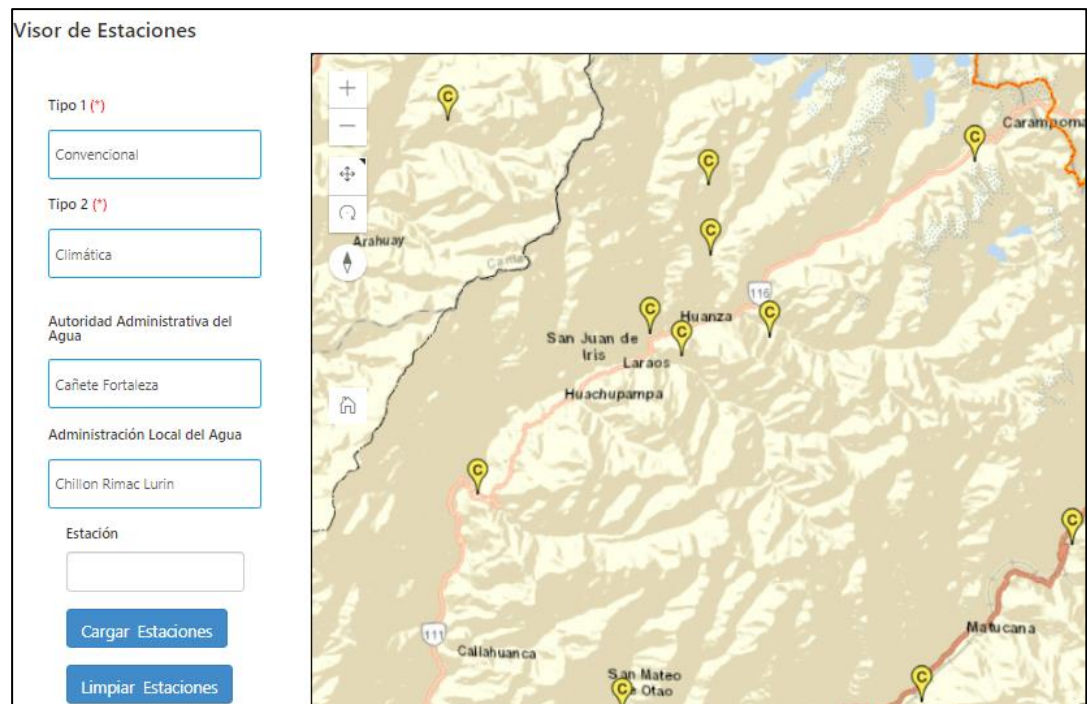 Visor de Estaciones
Tipo 1 (*)
Convencional
Tipo 2 (*)
Climática
Autoridad Administrativa del
Agua
Cañete Fortaleza
Administración Local del Agua
Chillon Rimac Lurin
Estación
Cargar Estaciones
Limpiar Estaciones
C
Carampoma
C
C
Arahuay
Canta
C
116
C
Huanza
C
San Juan de
Iris
C
Laraos
Huachupampa
C
C
111
Callahuanca
Matucana
San Mateo
de Otao
C
C